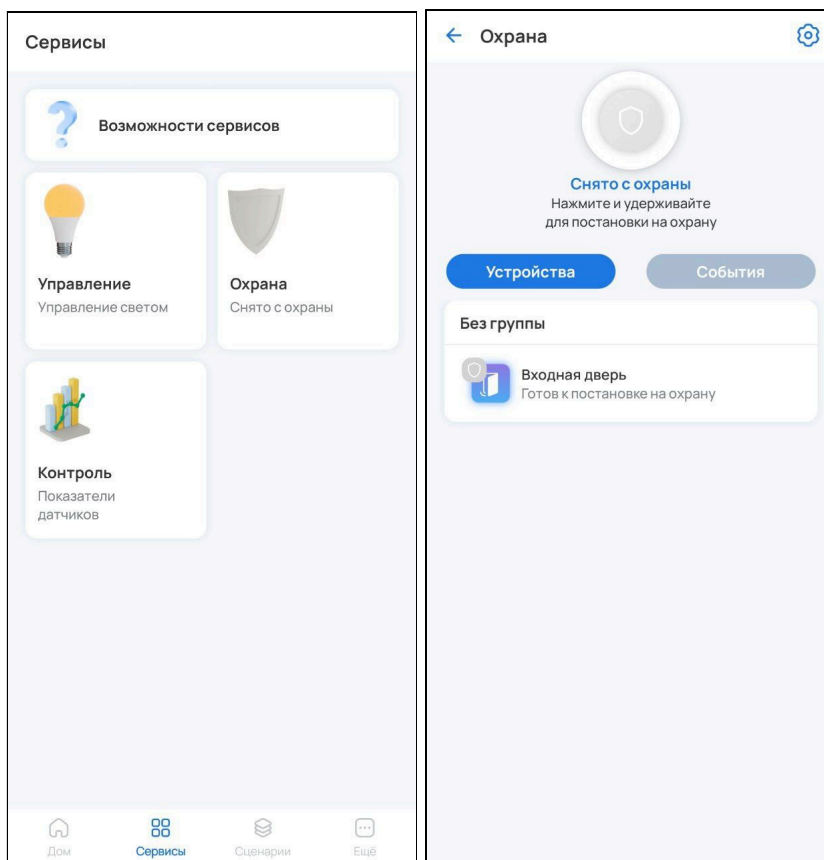 Сервисы
Возможности сервисов
Управление
Управление светом
Охрана
Снято с охраны
Контроль
Показатели
датчиков
Дом
Сервисы
Сценарии
Ещё
Охрана
Снято с охраны
Нажмите и удерживайте
для постановки на охрану
Устройства
События
Без группы
Входная дверь
Готов к постановке на охрану